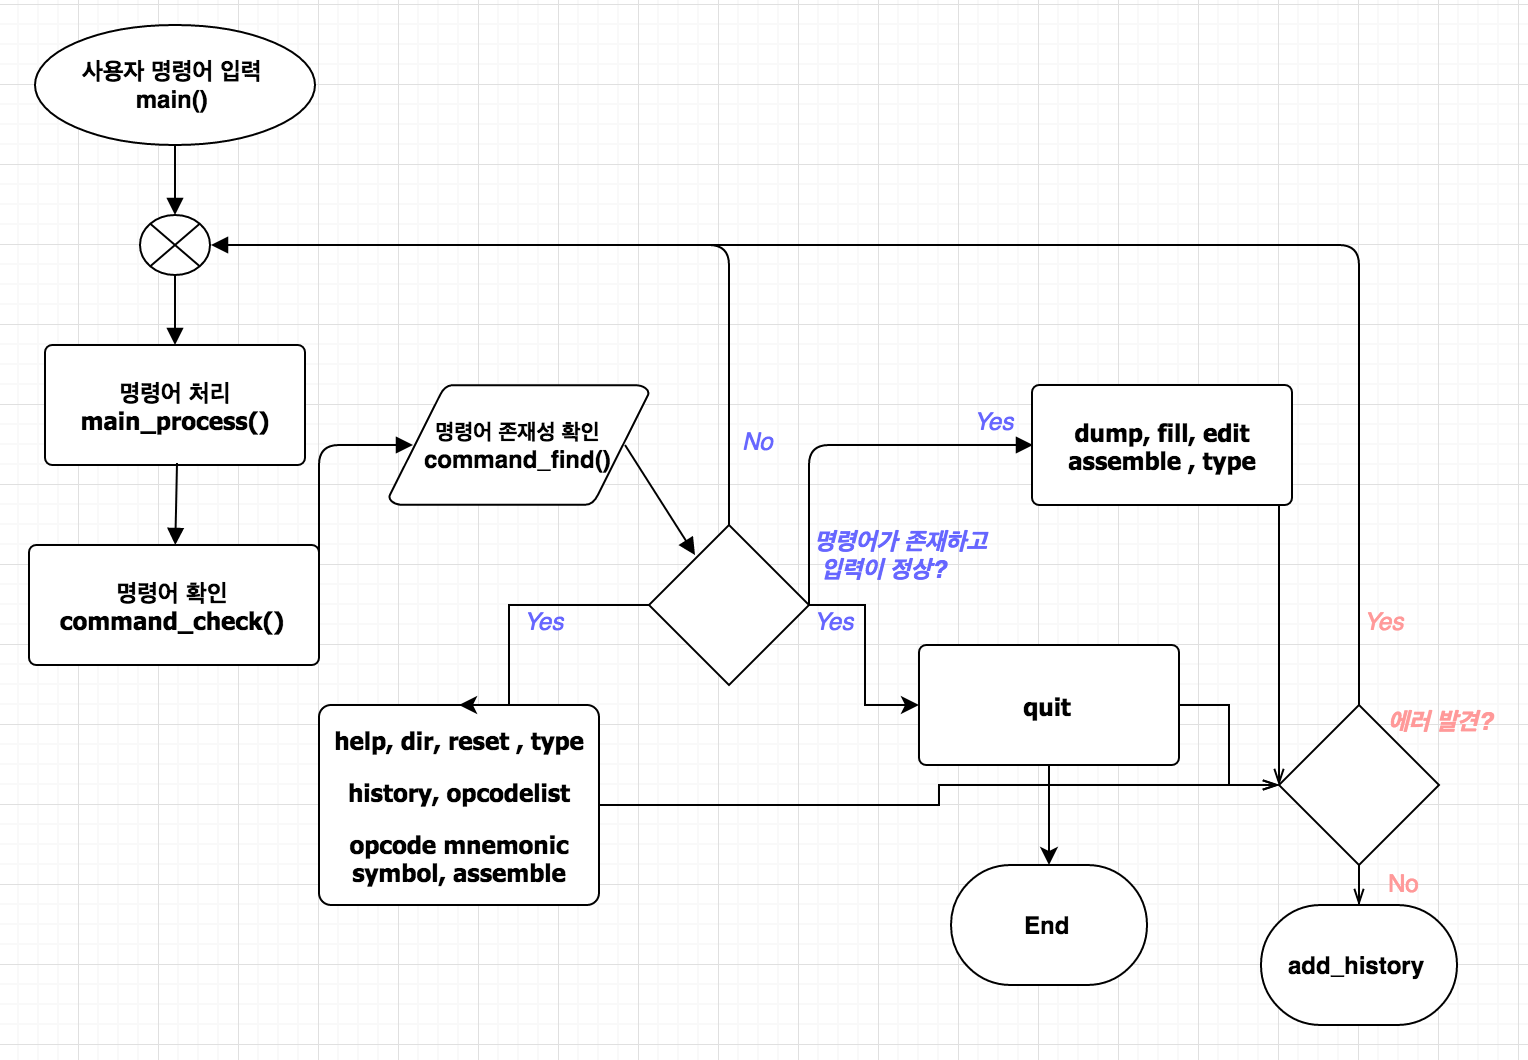 사용자 명령어 입력
main()
명령어 처리
main_process()
명령어 확인
command_check()
명령어 존재성 확인
command_find()
No
Yes
dump, fill, edit
assemble , type
명령어가 존재하고
입력이 정상?
Yes
Yes
quit
help, dir, reset , type
history, opcodelist
opcode mnemonic
symbol, assemble
End
Yes
에러 발견?
No
add_history